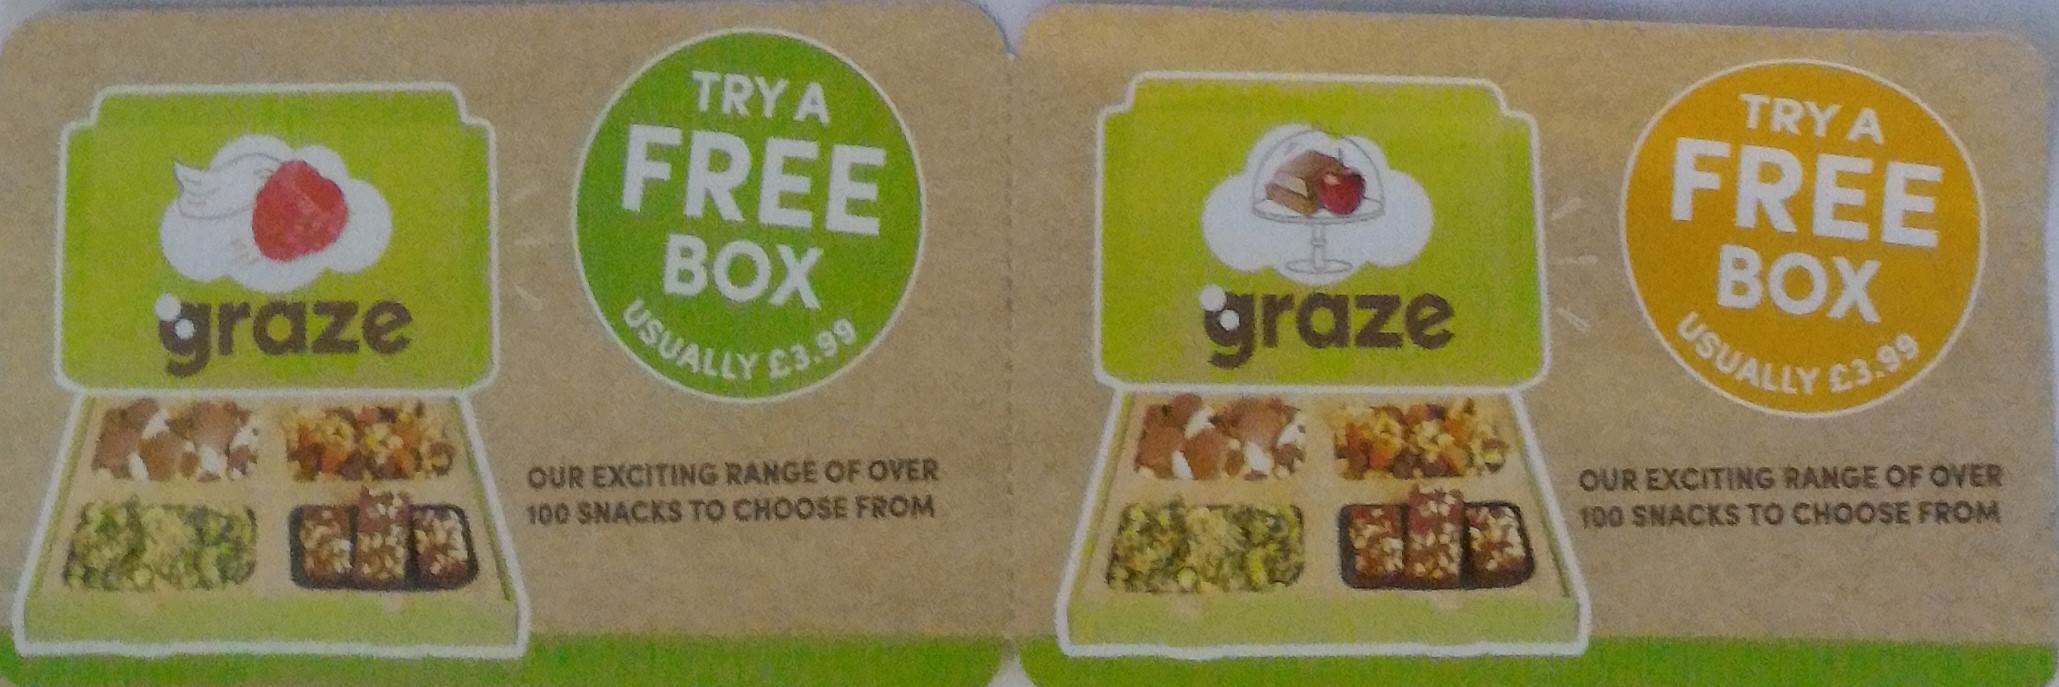 TRY A
FREE
BOX
USUALLY £3.99
graze
OUR EXCITING RANGE OF OVER
100 SNACKS TO CHOOSE FROM
TRY A
FREE
BOX
USUALLY £3.99
graze
OUR EXCITING RANGE OF OVER
100 SNACKS TO CHOOSE FROM